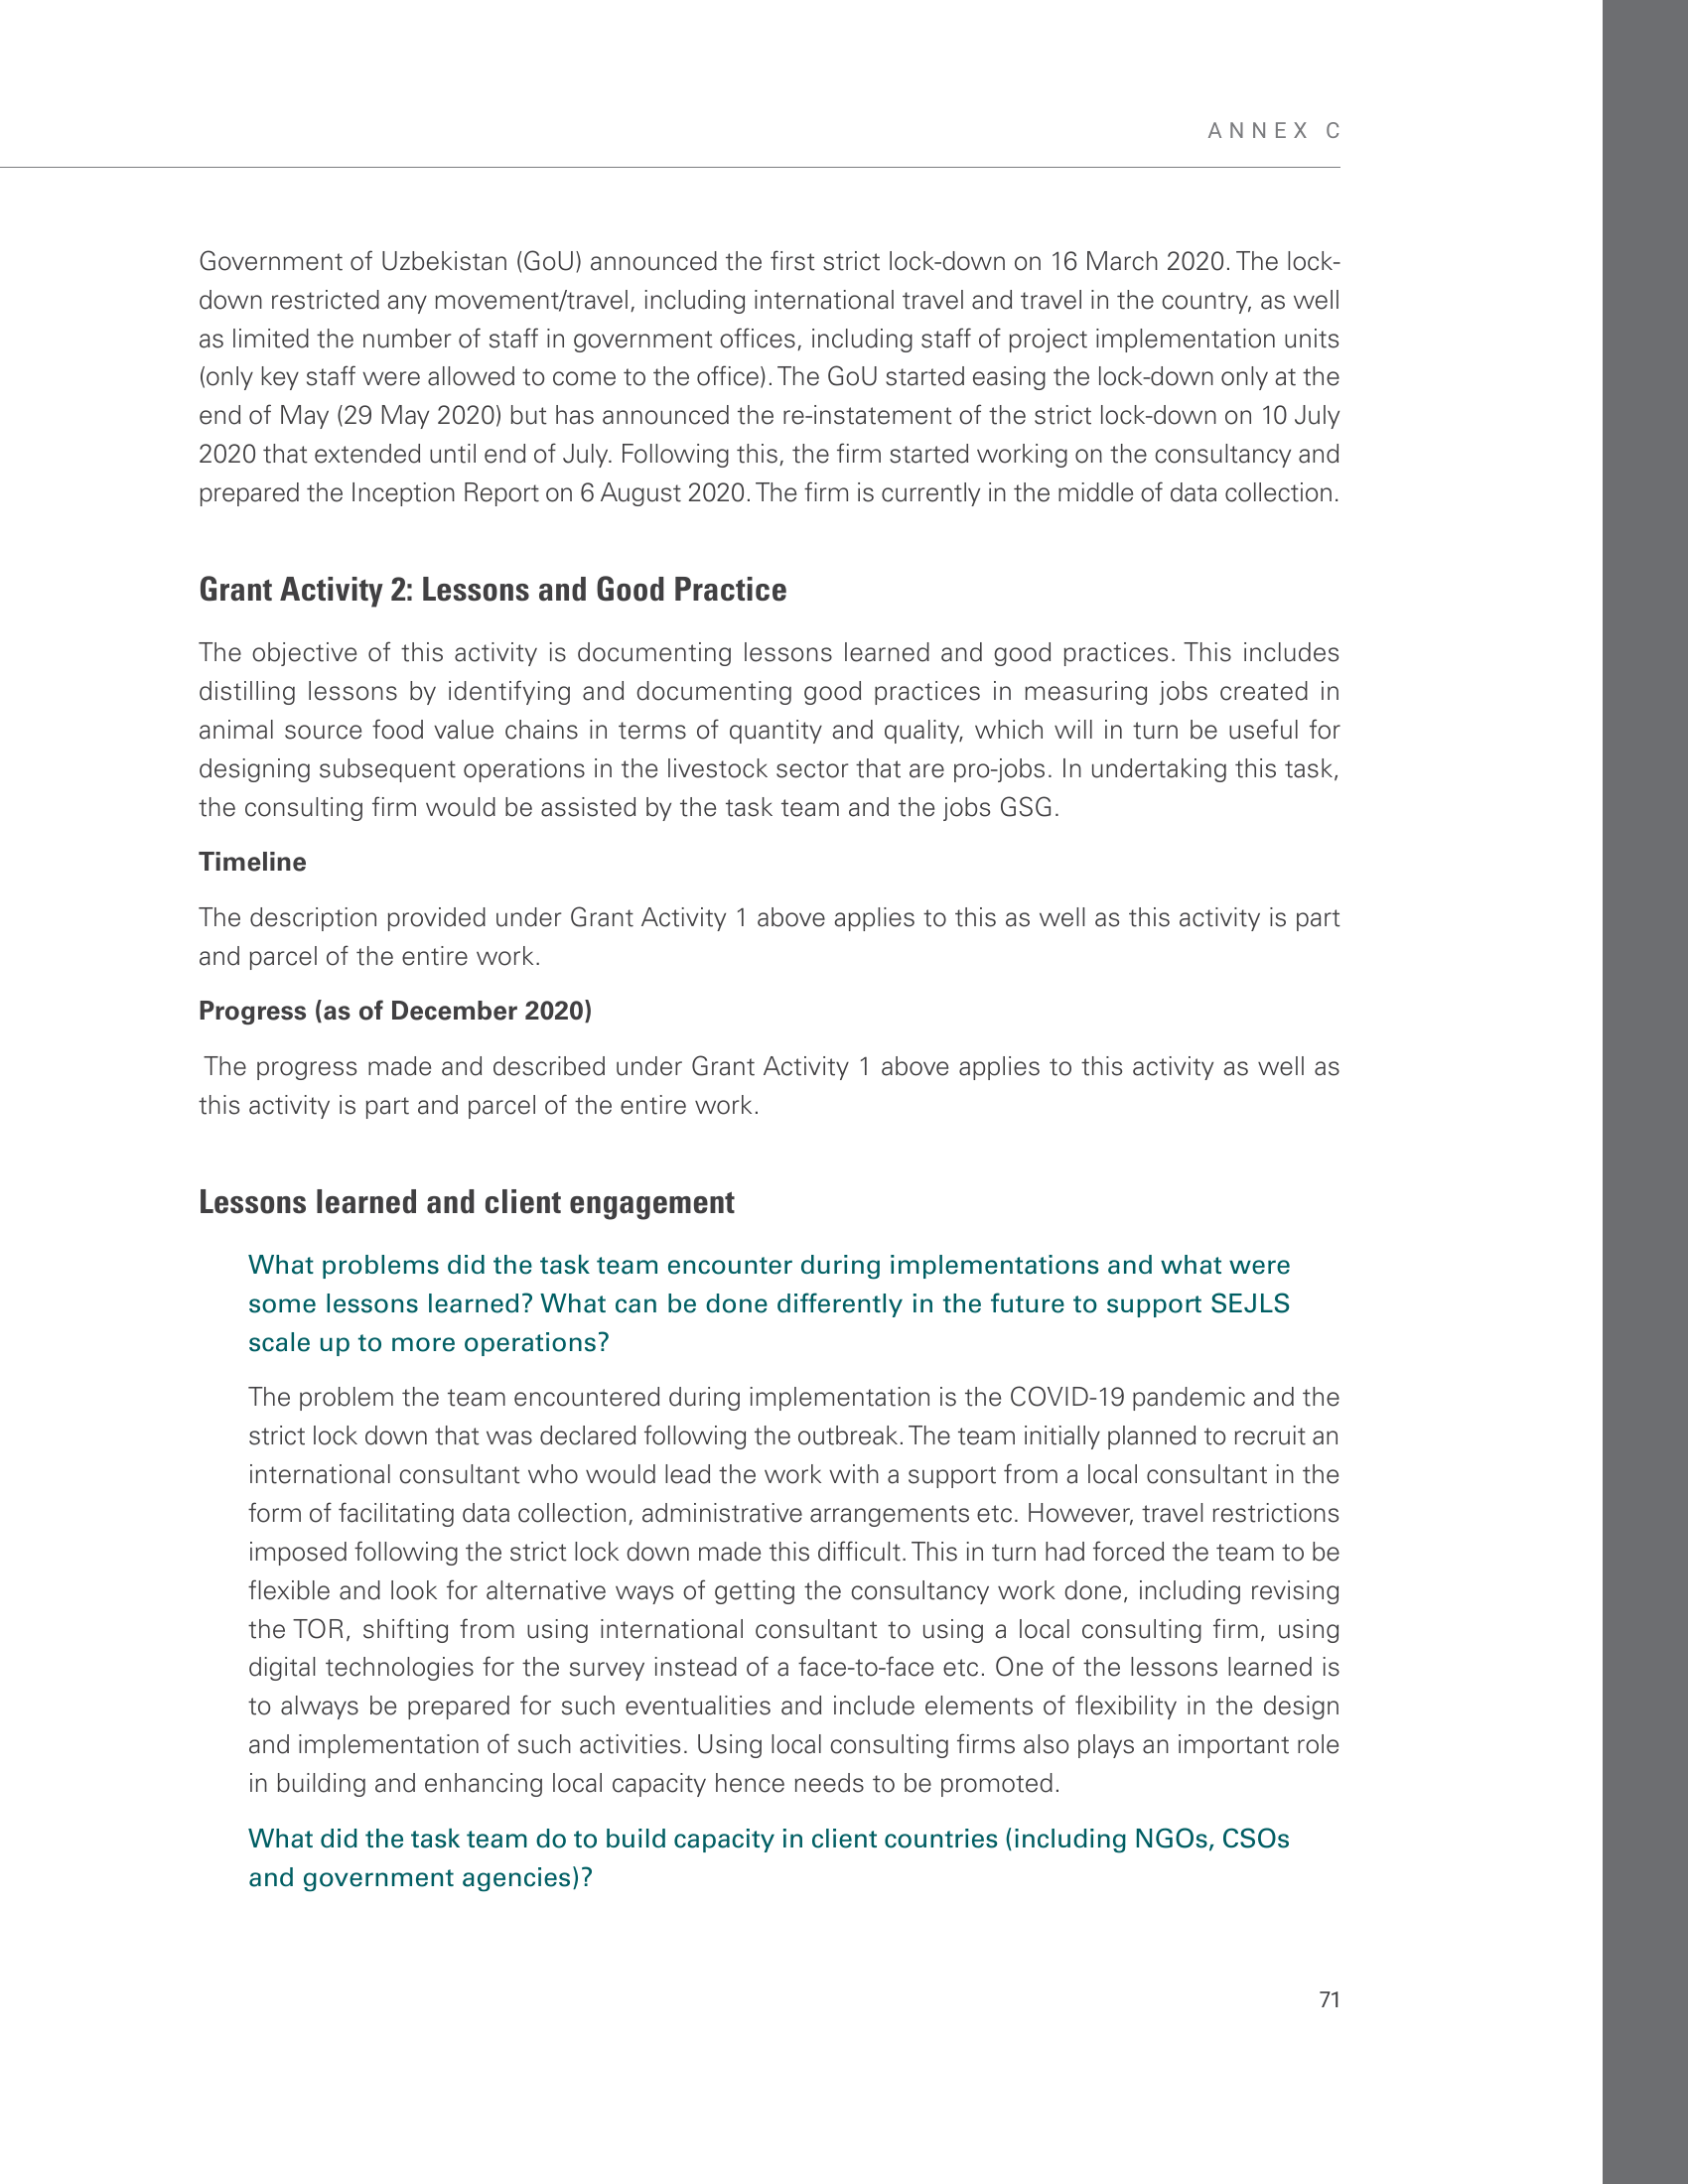 ANNEX C
Government of Uzbekistan (GoU) announced the first strict lock-down on 16 March 2020. The lock-
down restricted any movement/travel, including international travel and travel in the country, as well
as limited the number of staff in government offices, including staff of project implementation units
(only key staff were allowed to come to the office). The GoU started easing the lock-down only at the
end of May (29 May 2020) but has announced the re-instatement of the strict lock-down on 10 July
2020 that extended until end of July. Following this, the firm started working on the consultancy and
prepared the Inception Report on 6 August 2020. The firm is currently in the middle of data collection.
Grant Activity 2: Lessons and Good Practice
The objective of this activity is documenting lessons learned and good practices. This includes
distilling lessons by identifying and documenting good practices in measuring jobs created in
animal source food value chains in terms of quantity and quality, which will in turn be useful for
designing subsequent operations in the livestock sector that are pro-jobs. In undertaking this task,
the consulting firm would be assisted by the task team and the jobs GSG.
Timeline
The description provided under Grant Activity 1 above applies to this as well as this activity is part
and parcel of the entire work.
Progress (as of December 2020)
The progress made and described under Grant Activity 1 above applies to this activity as well as
this activity is part and parcel of the entire work.
Lessons learned and client engagement
What problems did the task team encounter during implementations and what were
some lessons learned? What can be done differently in the future to support SEJLS
scale up to more operations?
The problem the team encountered during implementation is the COVID-19 pandemic and the
strict lock down that was declared following the outbreak. The team initially planned to recruit an
international consultant who would lead the work with a support from a local consultant in the
form of facilitating data collection, administrative arrangements etc. However, travel restrictions
imposed following the strict lock down made this difficult. This in turn had forced the team to be
flexible and look for alternative ways of getting the consultancy work done, including revising
the TOR, shifting from using international consultant to using a local consulting firm, using
digital technologies for the survey instead of a face-to-face etc. One of the lessons learned is
to always be prepared for such eventualities and include elements of flexibility in the design
and implementation of such activities. Using local consulting firms also plays an important role
in building and enhancing local capacity hence needs to be promoted.
What did the task team do to build capacity in client countries (including NGOs, CSOs
and government agencies)?
71